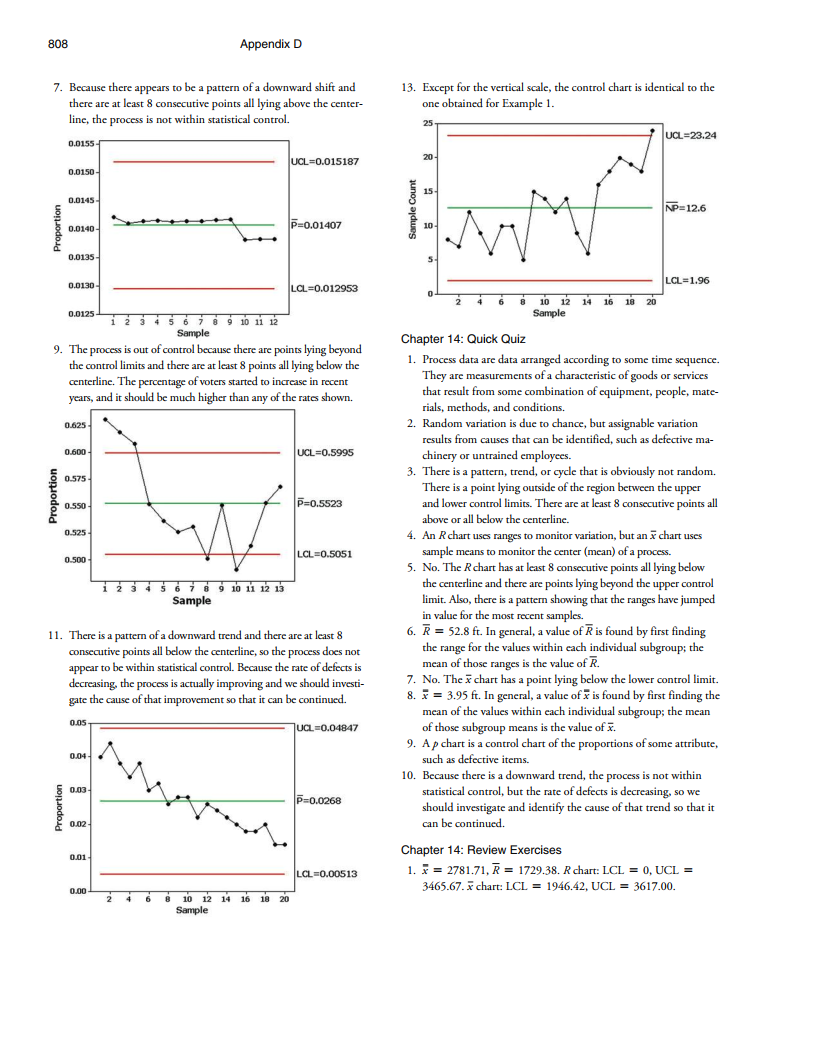 808
Appendix D
7. Because there appears to be a pattern of a downward shift and
there are at least 8 consecutive points all lying above the center-
line, the process is not within statistical control.
0.0155
0.0150
0.0145
0.0140
0.0135
0.0130
0.0125
Proportion
UCL=0.015187
P̅=0.01407
LCL=0.012953
1 2 3 4 5 6 7 8 9 10 11 12
Sample
9. The process is out of control because there are points lying beyond
the control limits and there are at least 8 points all lying below the
centerline. The percentage of voters started to increase in recent
years, and it should be much higher than any of the rates shown.
0.625
0.600
0.575
0.550
0.525
0.500
Proportion
UCL=0.5995
P̅=0.5523
LCL=0.5051
1 2 3 4 5 6 7 8 9 10 11 12 13
Sample
11. There is a pattern of a downward trend and there are at least 8
consecutive points all below the centerline, so the process does not
appear to be within statistical control. Because the rate of defects is
decreasing, the process is actually improving and we should investi-
gate the cause of that improvement so that it can be continued.
0.05
0.04
0.03
0.02
0.01
0.00
Proportion
UCL=0.04847
P̅=0.0268
LCL=0.00513
2 4 6 8 10 12 14 16 18 20
Sample
13. Except for the vertical scale, the control chart is identical to the
one obtained for Example 1.
25
20
15
10
5
0
Sample Count
UCL=23.24
N̅P̅=12.6
LCL=1.96
2 4 6 8 10 12 14 16 18 20
Sample
Chapter 14: Quick Quiz
1. Process data are data arranged according to some time sequence.
They are measurements of a characteristic of goods or services
that result from some combination of equipment, people, mate-
rials, methods, and conditions.
2. Random variation is due to chance, but assignable variation
results from causes that can be identified, such as defective ma-
chinery or untrained employees.
3. There is a pattern, trend, or cycle that is obviously not random.
There is a point lying outside of the region between the upper
and lower control limits. There are at least 8 consecutive points all
above or all below the centerline.
4. An R chart uses ranges to monitor variation, but an x̅ chart uses
sample means to monitor the center (mean) of a process.
5. No. The R chart has at least 8 consecutive points all lying below
the centerline and there are points lying beyond the upper control
limit. Also, there is a pattern showing that the ranges have jumped
in value for the most recent samples.
6. R̅ = 52.8 ft. In general, a value of R̅ is found by first finding
the range for the values within each individual subgroup; the
mean of those ranges is the value of R̅.
7. No. The x̅ chart has a point lying below the lower control limit.
8. x̿ = 3.95 ft. In general, a value of x̿ is found by first finding the
mean of the values within each individual subgroup; the mean
of those subgroup means is the value of x̅.
9. A p chart is a control chart of the proportions of some attribute,
such as defective items.
10. Because there is a downward trend, the process is not within
statistical control, but the rate of defects is decreasing, so we
should investigate and identify the cause of that trend so that it
can be continued.
Chapter 14: Review Exercises
1. x̿ = 2781.71, R̅ = 1729.38. R chart: LCL = 0, UCL =
3465.67. x̅ chart: LCL = 1946.42, UCL = 3617.00.